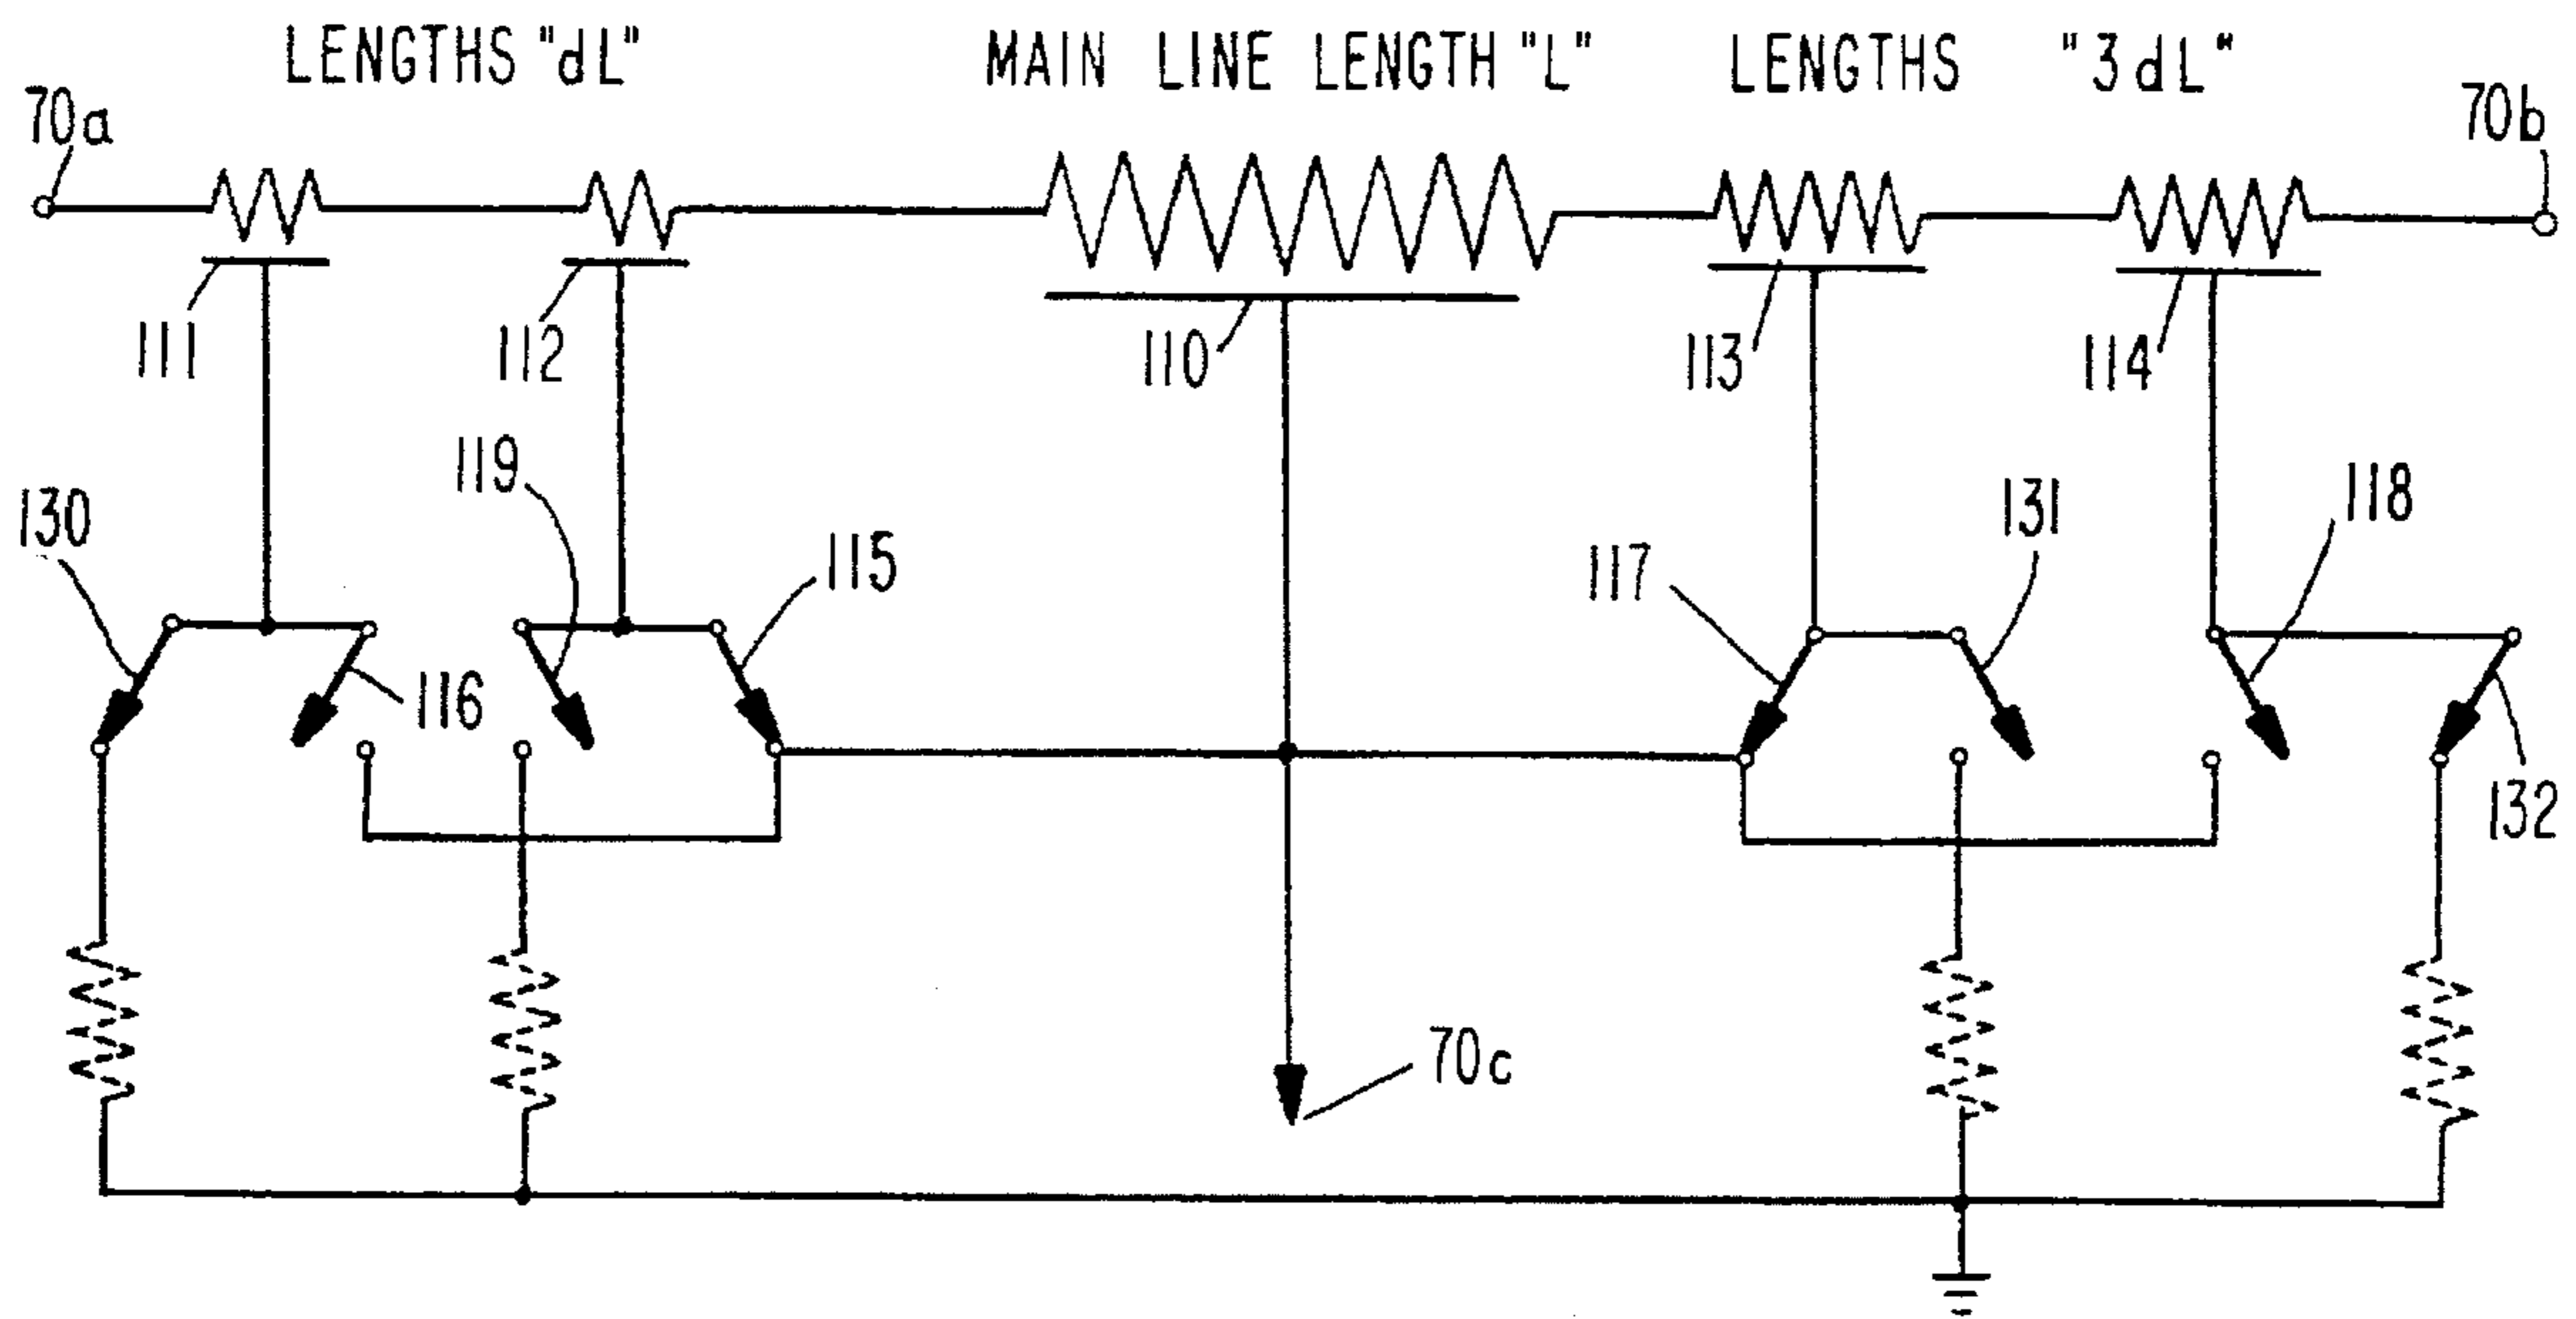 LENGTHS "dL"
MAIN LINE LENGTH "L"
LENGTHS "3dL"
70a
70b
111
112
110
113
114
130
119
115
116
117
131
118
132
70c